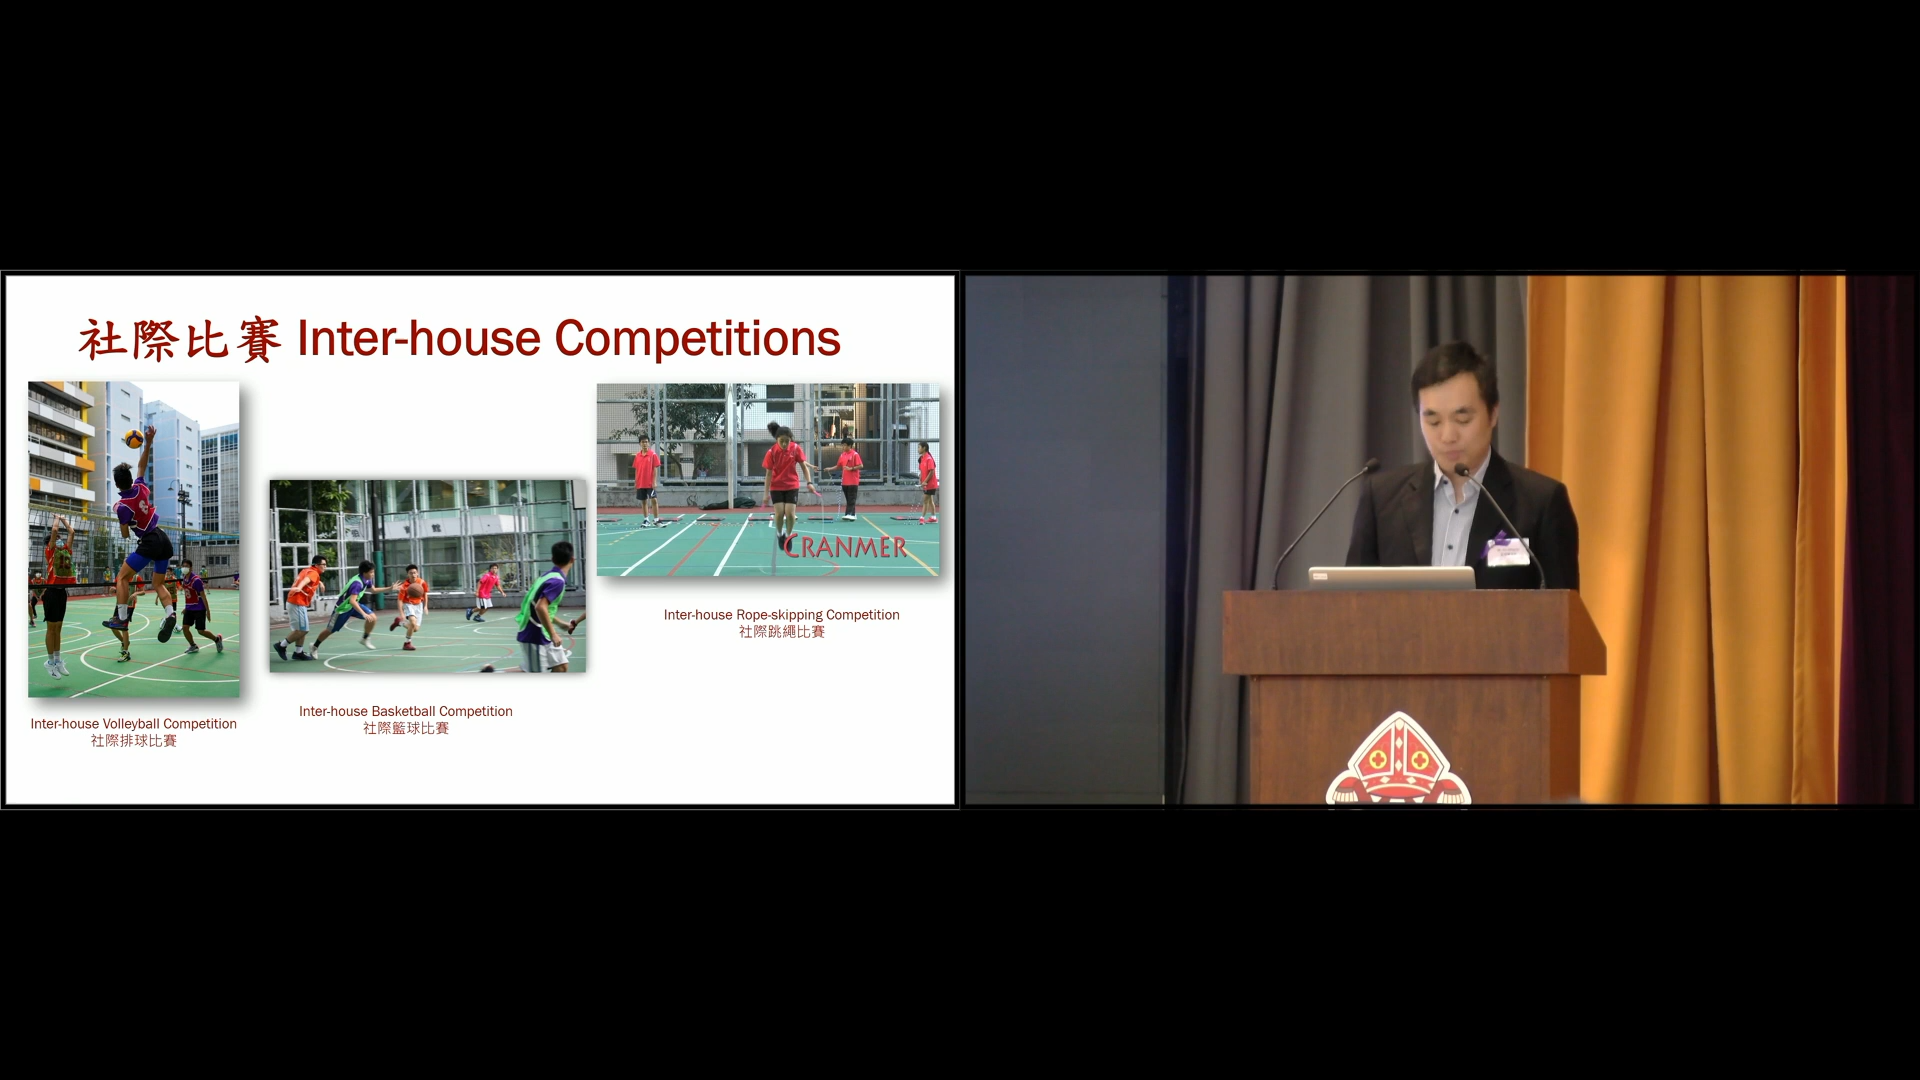 社際比賽 Inter-house Competitions
CRANMER
Inter-house Rope-skipping Competition
社際跳繩比賽
Inter-house Basketball Competition
社際籃球比賽
Inter-house Volleyball Competition
社際排球比賽